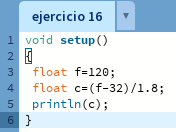 ejercicio 16 ▼
1 void setup()
2 {
3 float f=120;
4 float c=(f-32)/1.8;
5 println(c);
6 }